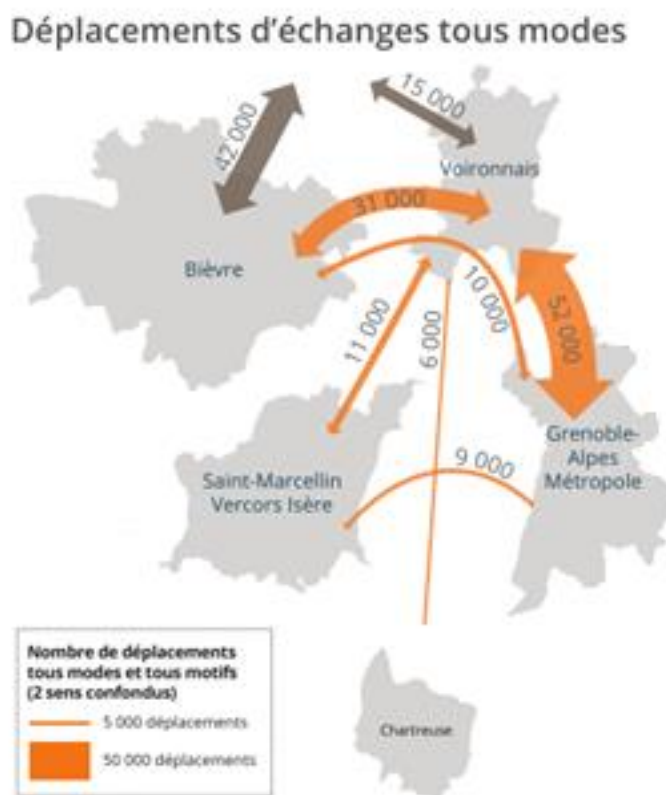 Déplacements d'échanges tous modes
15 000
42 000
Voironnais
31 000
Bièvre
10 000
52 000
11 000
6 000
Grenoble-
Alpes
Métropole
9 000
Saint-Marcellin
Vercors Isère
Nombre de déplacements
tous modes et tous motifs
(2 sens confondus)
5 000 déplacements
50 000 déplacements
Chartreuse